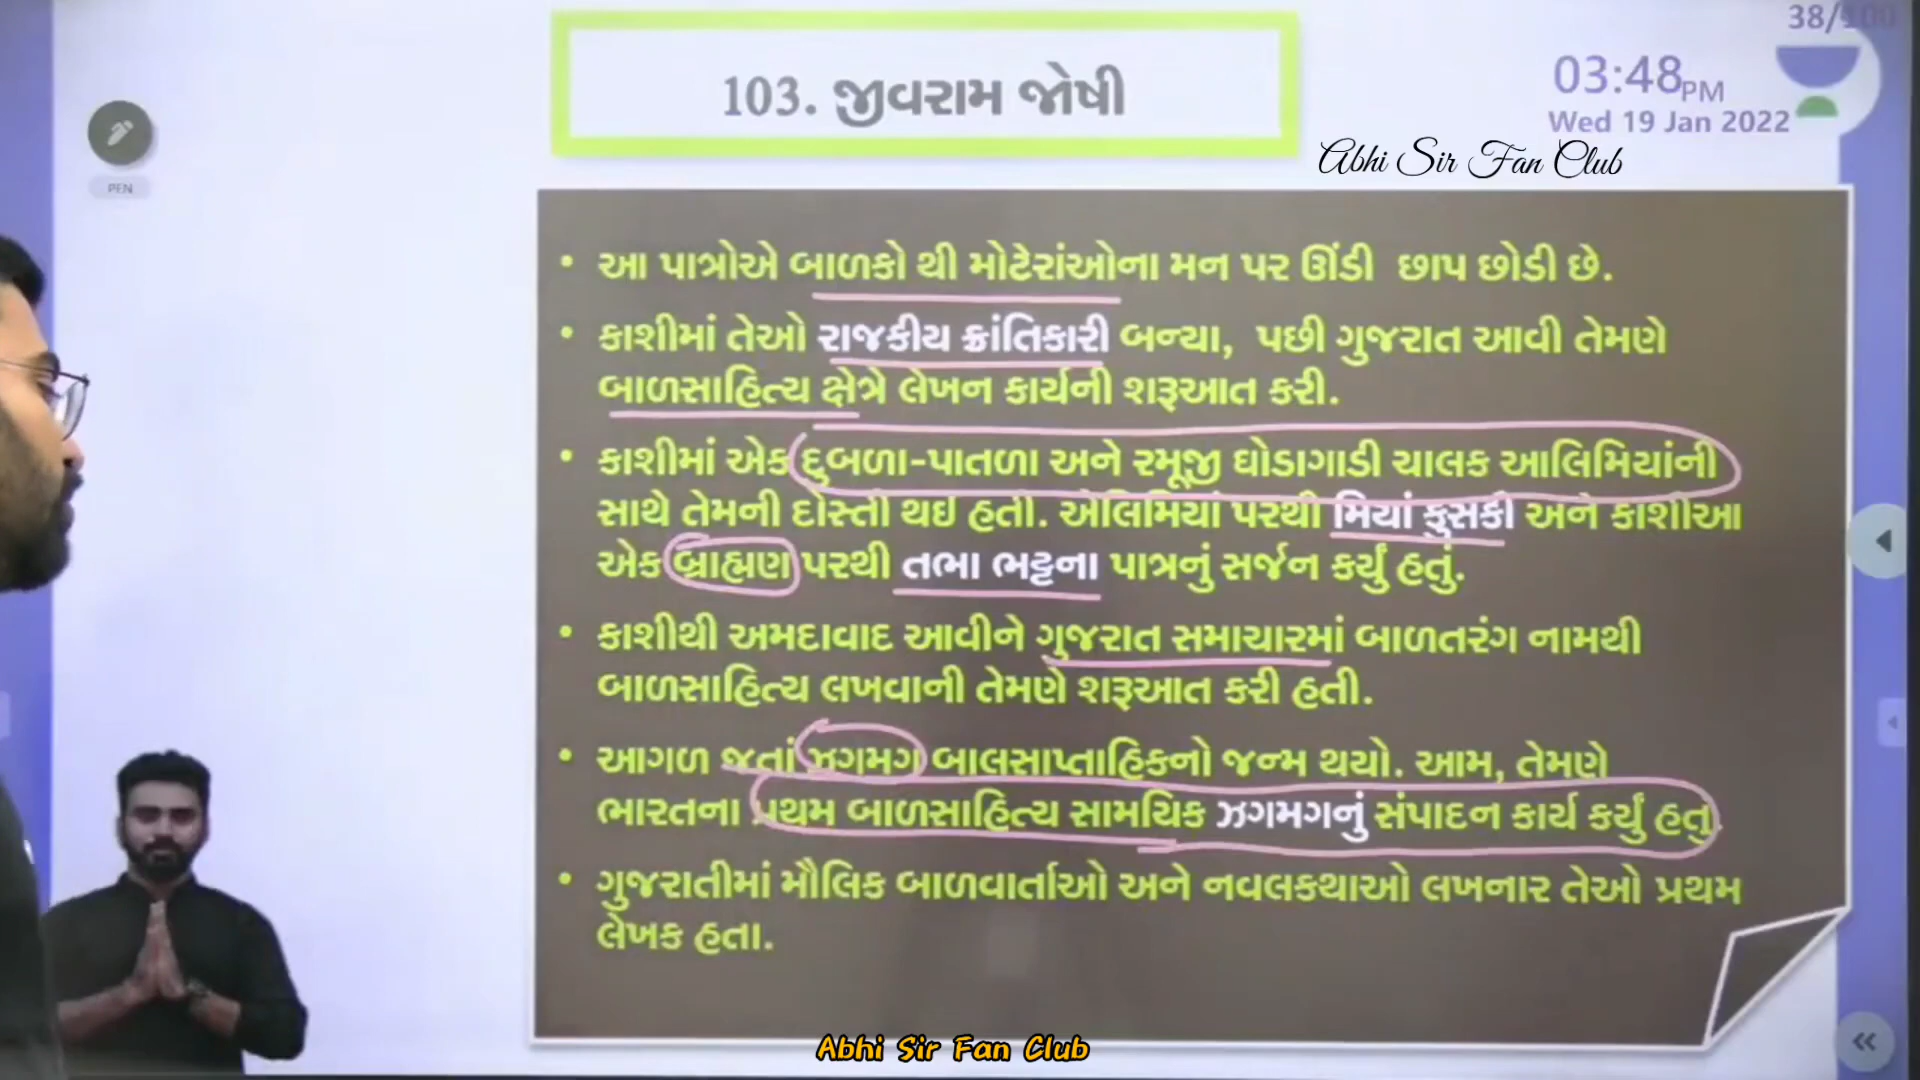 38/100
103. જીવરામ જોષી
03:48PM
Wed 19 Jan 2022
Abhi Sir Fan Club
PEN
• આ પાત્રોએ બાળકો થી મોટેરાંઓના મન પર ઊંડી છાપ છોડી છે.
• કાશીમાં તેઓ રાજકીય ક્રાંતિકારી બન્યા, પછી ગુજરાત આવી તેમણે
બાળસાહિત્ય ક્ષેત્રે લેખન કાર્યની શરૂઆત કરી.
• કાશીમાં એક દુબળા-પાતળા અને રમૂજી ઘોડાગાડી ચાલક આલિમિયાંની
સાથે તેમની દોસ્તી થઇ હતી. એલિમિયાં પરથી મિયાં ફુસકી અને કાશીઆ
એક બ્રાહ્મણ પરથી તભા ભટ્ટના પાત્રનું સર્જન કર્યું હતું.
• કાશીથી અમદાવાદ આવીને ગુજરાત સમાચારમાં બાળતરંગ નામથી
બાળસાહિત્ય લખવાની તેમણે શરૂઆત કરી હતી.
• આગળ જતાં ઝગમગ બાલસાપ્તાહિકનો જન્મ થયો. આમ, તેમણે
ભારતના પ્રથમ બાળસાહિત્ય સામયિક ઝગમગનું સંપાદન કાર્ય કર્યું હતુ.
• ગુજરાતીમાં મૌલિક બાળવાર્તાઓ અને નવલકથાઓ લખનાર તેઓ પ્રથમ
લેખક હતા.
Abhi Sir Fan Club